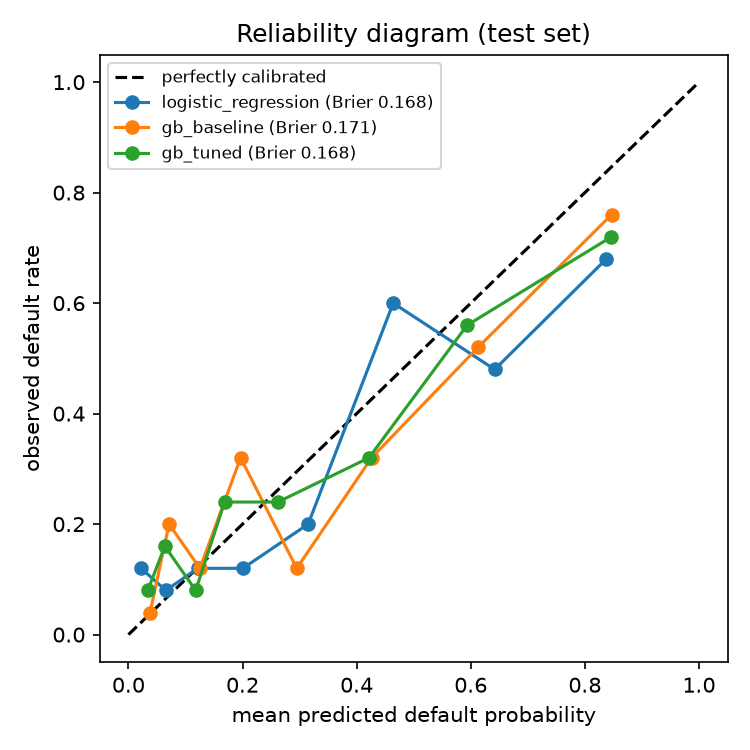 Reliability diagram (test set)
perfectly calibrated
logistic_regression (Brier 0.168)
gb_baseline (Brier 0.171)
gb_tuned (Brier 0.168)
observed default rate
1.0
0.8
0.6
0.4
0.2
0.0
0.0 0.2 0.4 0.6 0.8 1.0
mean predicted default probability